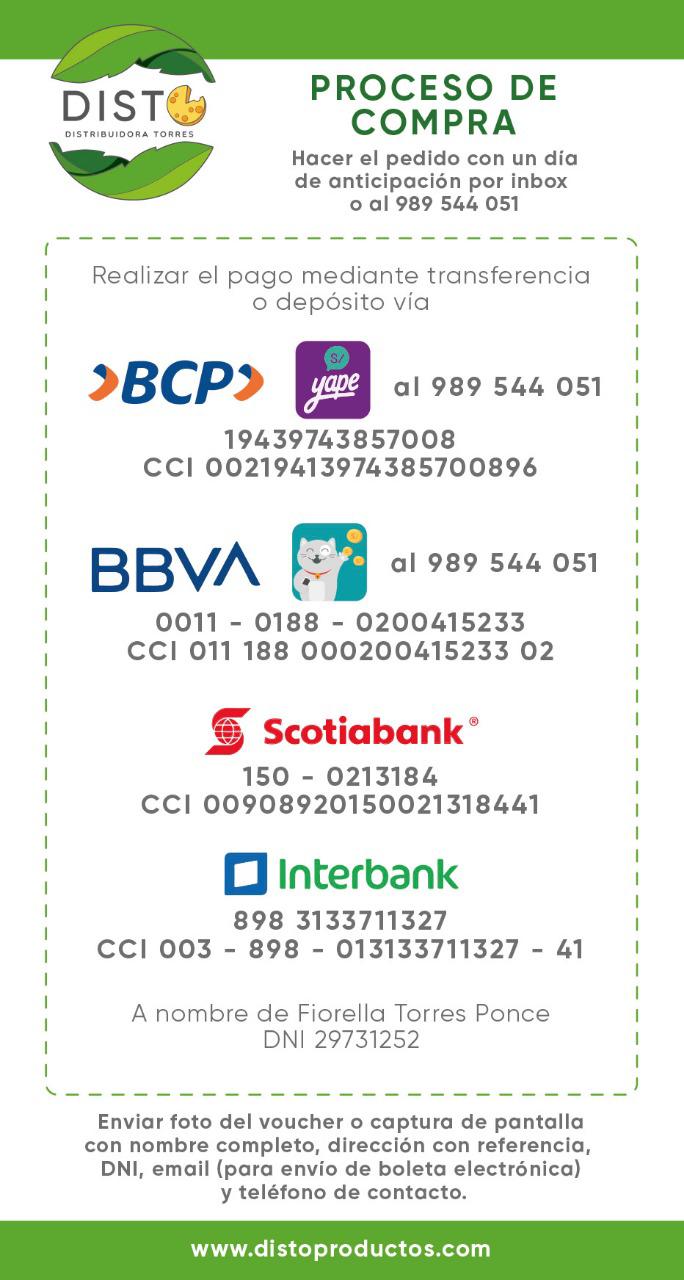 DISTO
DISTRIBUIDORA TORRES
PROCESO DE
COMPRA
Hacer el pedido con un día
de anticipación por inbox
o al 989 544 051
Realizar el pago mediante transferencia
o depósito vía
BCP
S/
yape
al 989 544 051
19439743857008
CCI 00219413974385700896
BBVA
S/
al 989 544 051
0011 - 0188 - 0200415233
CCI 011 188 000200415233 02
Scotiabank®
150 - 0213184
CCI 00908920150021318441
Interbank
898 3133711327
CCI 003 - 898 - 013133711327 - 41
A nombre de Fiorella Torres Ponce
DNI 29731252
Enviar foto del voucher o captura de pantalla
con nombre completo, dirección con referencia,
DNI, email (para envío de boleta electrónica)
y teléfono de contacto.
www.distoproductos.com